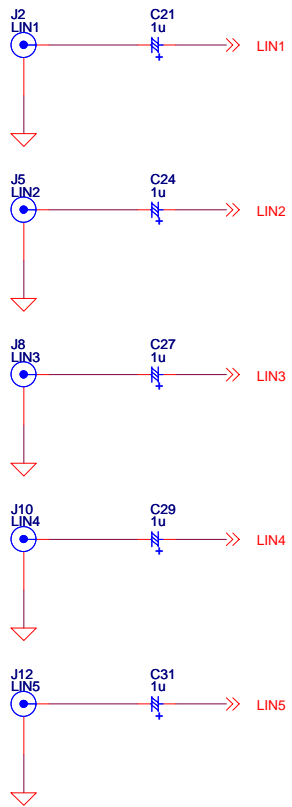 J2
LIN1
C21
1u
LIN1
J5
LIN2
C24
1u
LIN2
J8
LIN3
C27
1u
LIN3
J10
LIN4
C29
1u
LIN4
J12
LIN5
C31
1u
LIN5